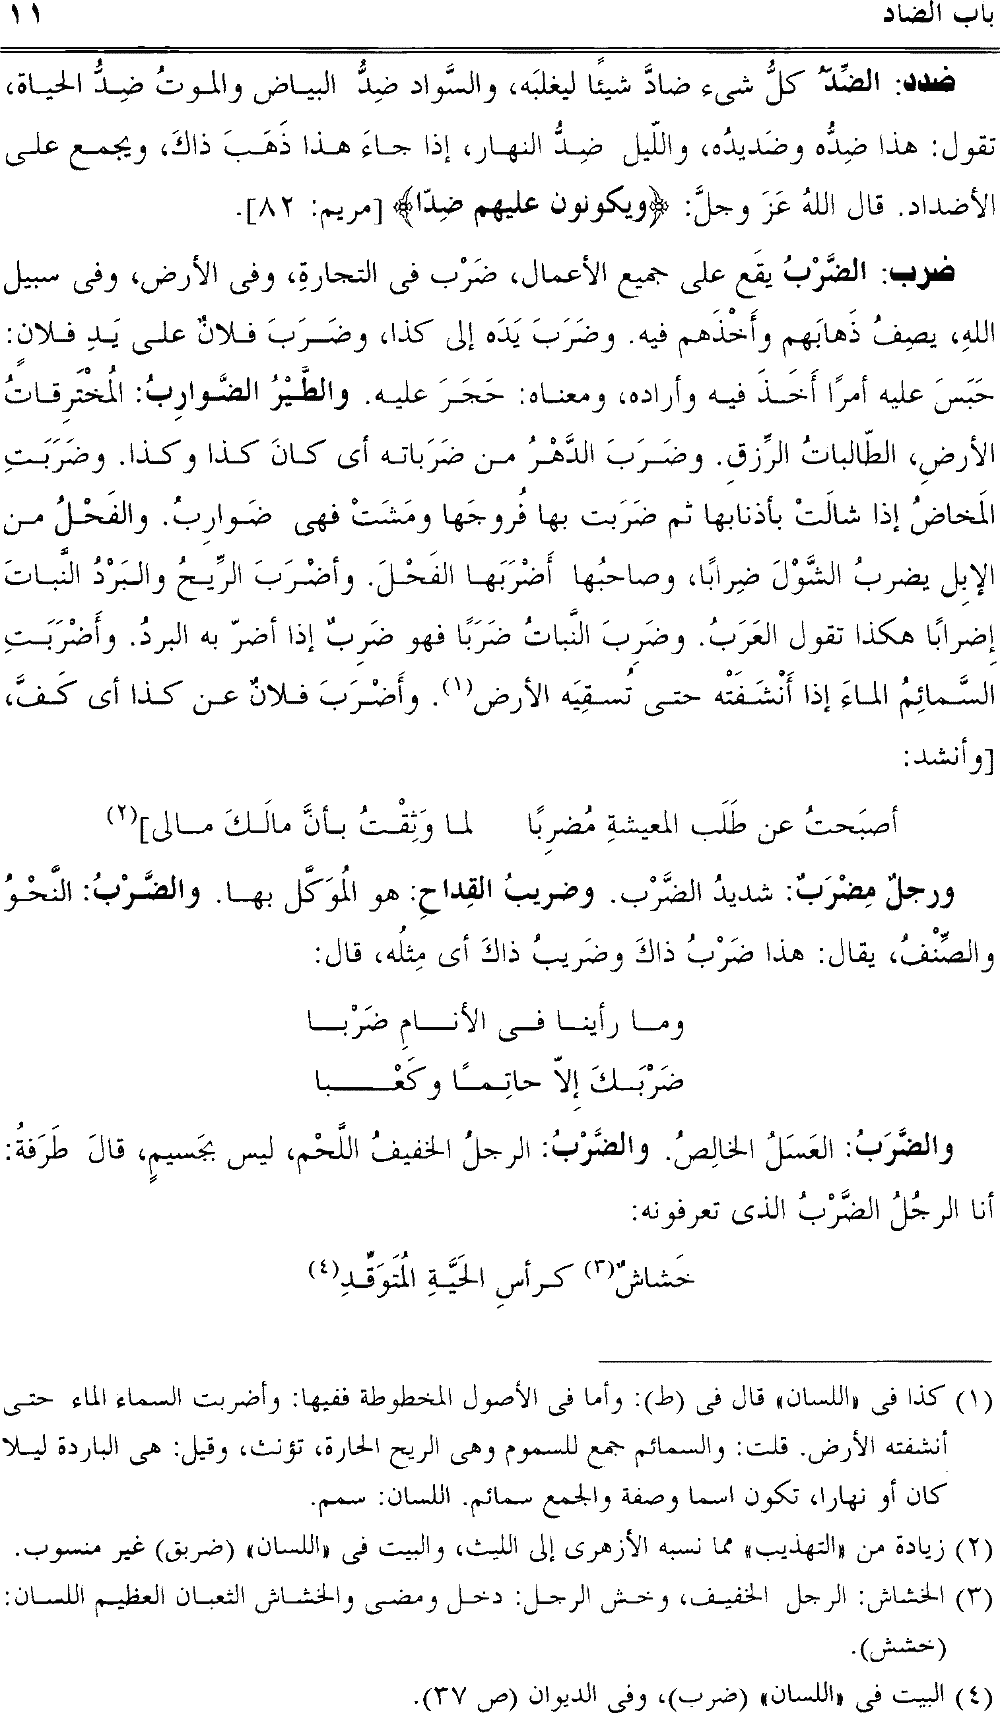 باب الضاد ١١
ضدد: الضِّدّ كلُّ شىء ضادَّ شيئًا ليغلبَه، والسَّواد ضِدُّ البياض والموتُ ضِدُّ الحياة،
تقول: هذا ضِدُّه وضَديدُه، واللّيل ضِدُّ النهار، إذا جاءَ هذا ذَهَبَ ذاكَ، ويجمع على
الأضداد. قال اللهُ عَزَ وجلَّ: ﴿ويكونون عليهم ضِدّا﴾ [مريم: ٨٢].
ضرب: الضَّرْبُ يقَع على جميع الأعمال، ضَرْب فى التجارةِ، وفى الأرض، وفى سبيل
اللهِ، يصِفُ ذَهابَهم وأَخْذَهم فيه. وضَرَبَ يَدَه إلى كذا، وضَرَبَ فلانٌ على يَدِ فلانٍ:
حَبَسَ عليه أمرًا أَخَذَ فيه وأراده، ومعناه: حَجَرَ عليه. والطَّيْرُ الضَّوارِبُ: المُخْتَرِقاتُ
الأرضِ، الطّالباتُ الرِّزقِ. وضَرَبَ الدَّهْرُ من ضَرَباته أى كانَ كذا وكذا. وضَرَبَتِ
المَخاضُ إذا شالَتْ بأذنابها ثم ضَرَبت بها فُروجَها ومَشَتْ فهى ضَوارِبُ. والفَحْلُ من
الإبِل يضربُ الشَّوْلَ ضِرابًا، وصاحبُها أَضْرَبَها الفَحْلَ. وأضْرَبَ الرِّيحُ والبَرْدُ النَّباتَ
إضرابًا هكذا تقول العَرَبُ. وضَرِبَ النَّباتُ ضَرَبًا فهو ضَرِبٌ إذا أضرّ به البردُ. وأَضْرَبَتِ
السَّمائِمُ الماءَ إذا أَنْشَفَتْه حتى تُسقِيَه الأرض(١). وأَضْرَبَ فلانٌ عن كذا أى كَفَّ،
[وأنشد:
أصبَحتُ عن طَلَب المعيشةِ مُضرِبًا لما وَثِقْتُ بأنَّ مالَكَ مالى](٢)
ورجلٌ مِضْرَبٌ: شديدُ الضَّرْب. وضريبُ القِداحِ: هو المُوَكَّل بها. والضَّرْبُ: النَّحْوُ
والصِّنْفُ، يقال: هذا ضَرْبُ ذاكَ وضَريبُ ذاكَ أى مِثلُه، قال:
وما رأينا فى الأنامِ ضَرْبا
ضَرْبَكَ إلاّ حاتِمًا وكَعْبا
والضَّرَبُ: العَسَلُ الخالِصُ. والضَّرْبُ: الرجلُ الخفيفُ اللَّحْم، ليس بجَسيمٍ، قالَ طَرَفةُ:
أنا الرجُلُ الضَّرْبُ الذى تعرفونه:
خَشاشٌ(٣) كرأسِ الحَيَّةِ المُتَوَقِّدِ(٤)
(١) كذا فى «اللسان» قال فى (ط): وأما فى الأصول المخطوطة ففيها: وأضربت السماء الماء حتى
أنشفته الأرض. قلت: والسمائم جمع للسموم وهى الريح الحارة، تؤنث، وقيل: هى الباردة ليلا
كان أو نهارا، تكون اسما وصفة والجمع سمائم. اللسان: سمم.
(٢) زيادة من «التهذيب» مما نسبه الأزهرى إلى الليث، والبيت فى «اللسان» (ضربق) غير منسوب.
(٣) الخشاش: الرجل الخفيف، وخش الرجل: دخل ومضى والخشاش الثعبان العظيم اللسان:
(خشش).
(٤) البيت فى «اللسان» (ضرب)، وفى الديوان (ص ٣٧).